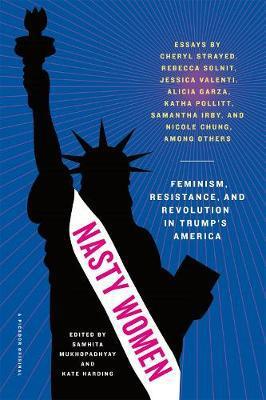 ESSAYS BY
CHERYL STRAYED,
REBECCA SOLNIT,
JESSICA VALENTI,
ALICIA GARZA,
KATHA POLLITT,
SAMANTHA IRBY, AND
NICOLE CHUNG,
AMONG OTHERS
FEMINISM,
RESISTANCE, AND
REVOLUTION
IN TRUMP'S
AMERICA
NASTY WOMEN
EDITED BY
SAMHITA
MUKHOPADHYAY
AND
KATE HARDING
A PICADOR ORIGINAL